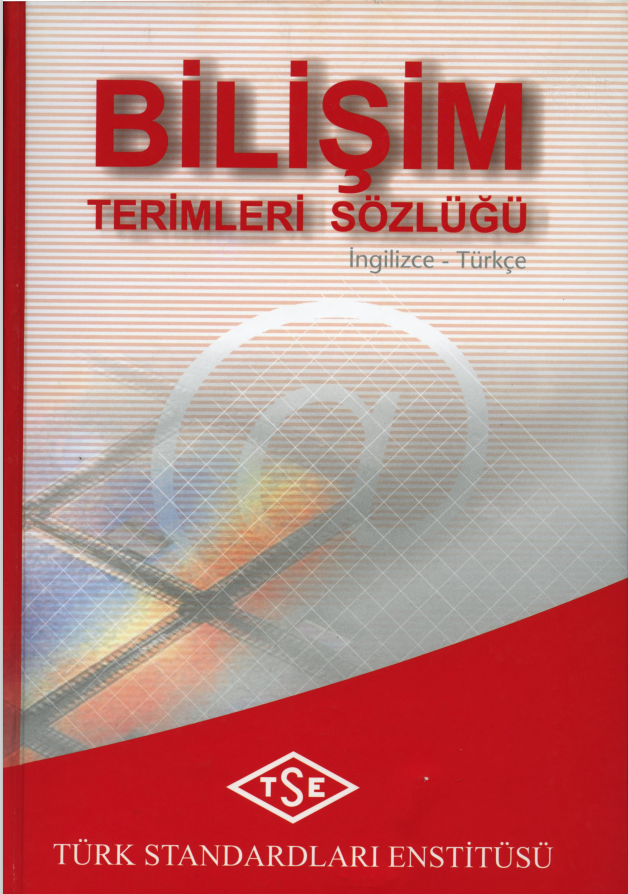 BİLİŞİM
TERİMLERİ SÖZLÜĞÜ
İngilizce - Türkçe
@
TSE
TÜRK STANDARDLARI ENSTİTÜSÜ